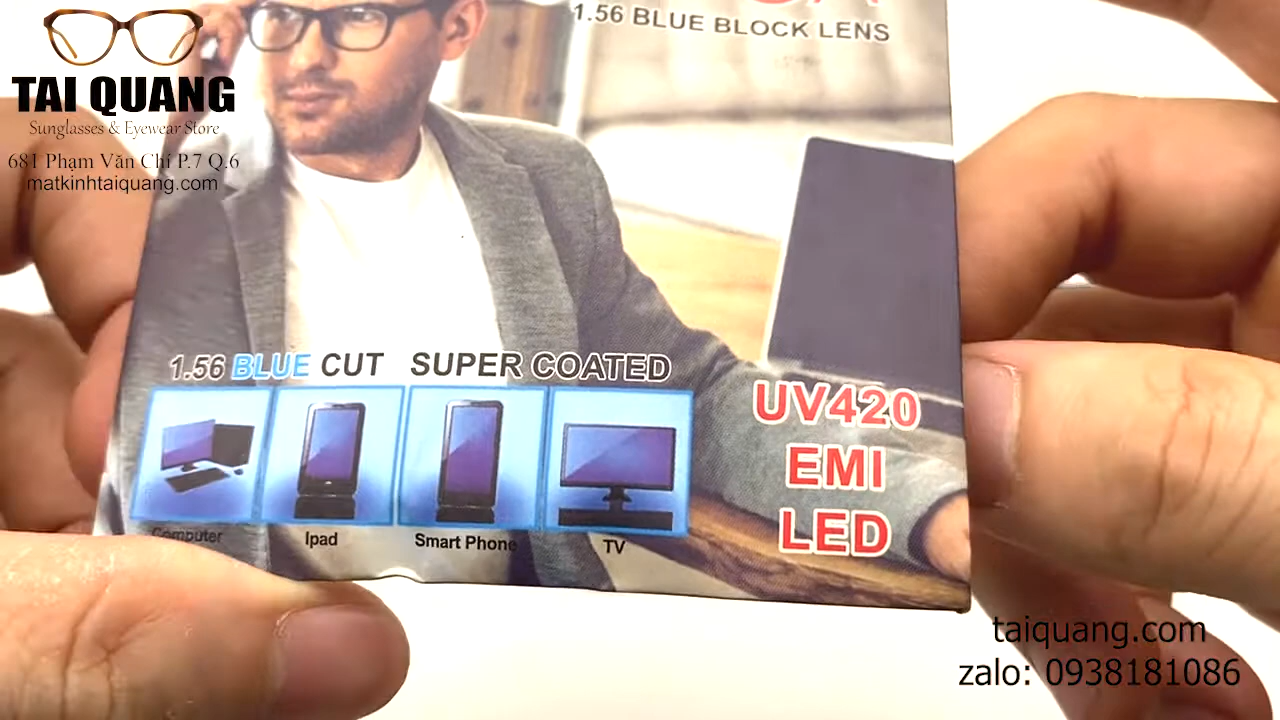 TAI QUANG
Sunglasses & Eyewear Store
681 Phạm Văn Chí P.7 Q.6
matkinhtaiquang.com
1.56 BLUE BLOCK LENS
1.56 BLUE CUT SUPER COATED
UV420
EMI
LED
Computer
Ipad
Smart Phone
TV
taiquang.com
zalo: 0938181086